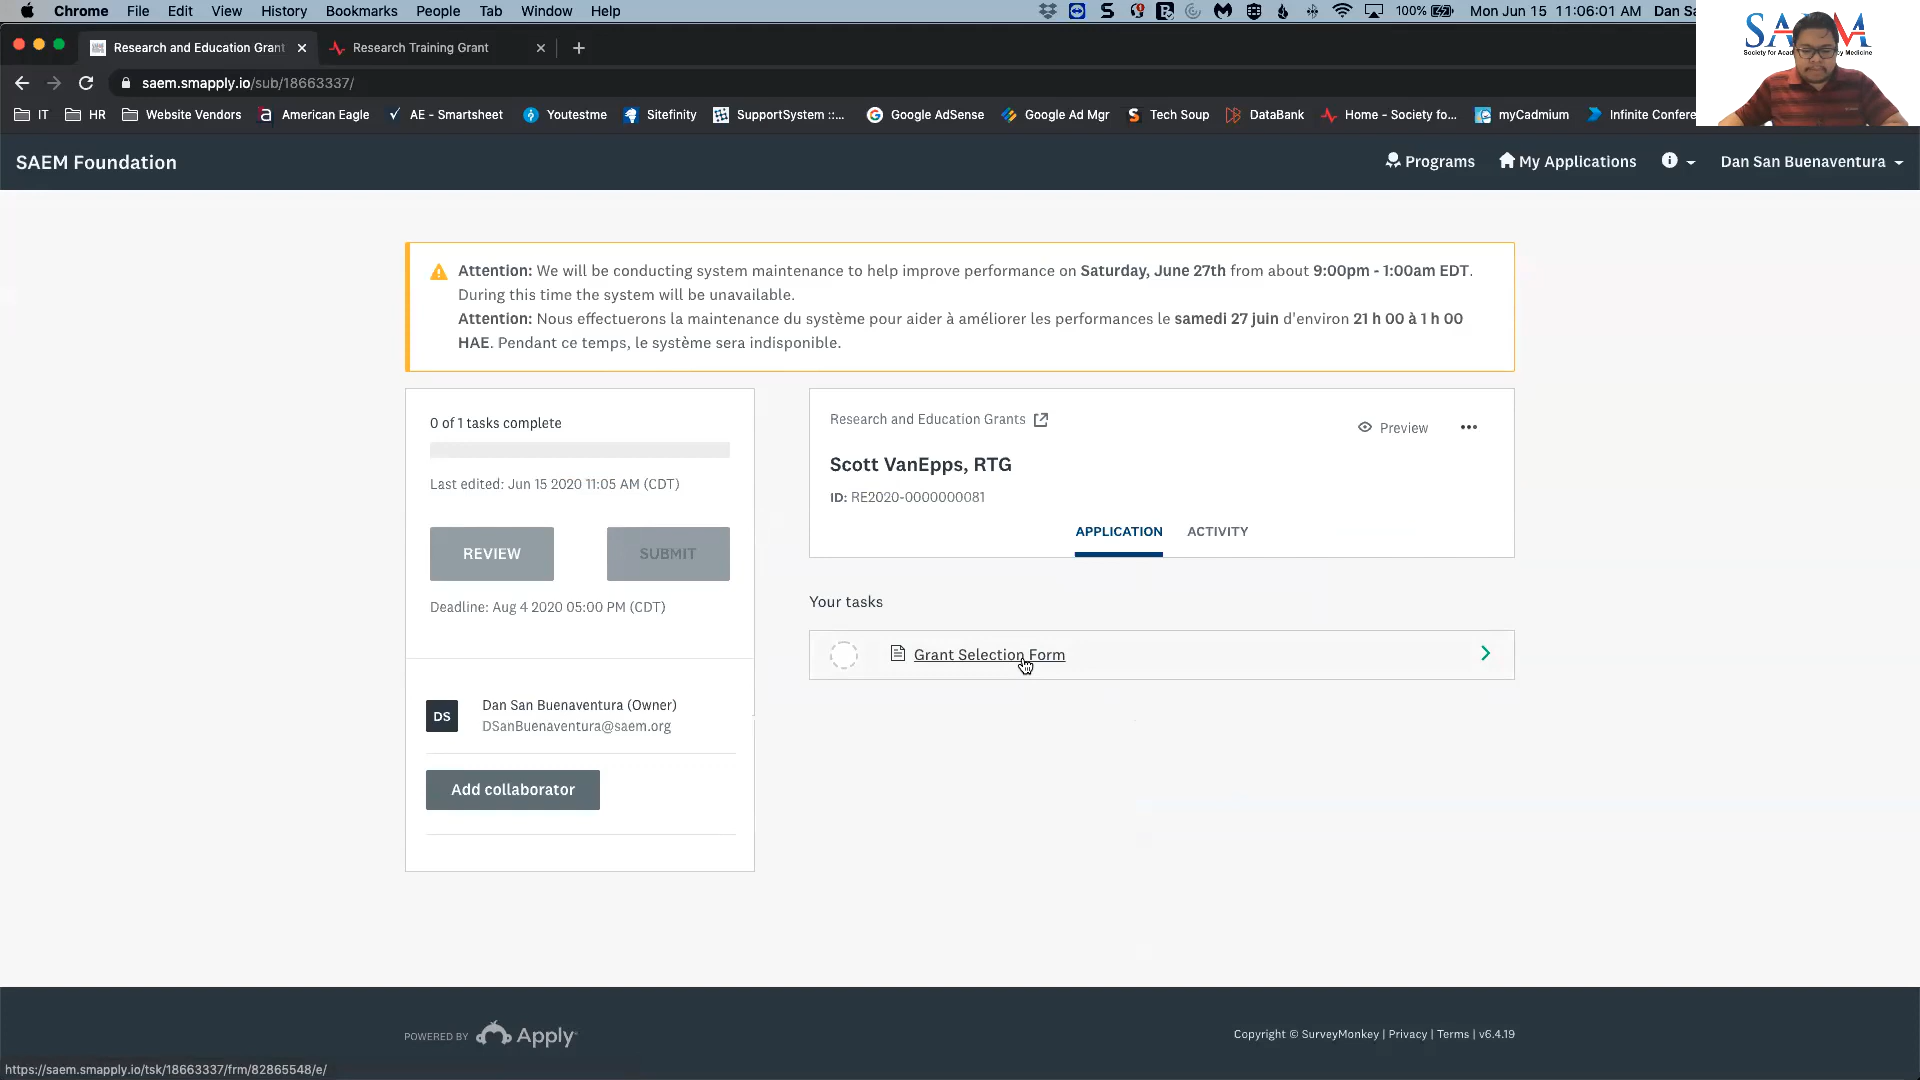 Chrome File Edit View History Bookmarks People Tab Window Help 100% Mon Jun 15 11:06:01 AM Dan Sa
Research and Education Grant Research Training Grant
saem.smapply.io/sub/18663337/
IT HR Website Vendors American Eagle AE - Smartsheet Youtestme Sitefinity SupportSystem ::... Google AdSense Google Ad Mgr Tech Soup DataBank Home - Society fo... myCadmium Infinite Confere
SAEM
SAEM Foundation Programs My Applications Dan San Buenaventura
Attention: We will be conducting system maintenance to help improve performance on Saturday, June 27th from about 9:00pm - 1:00am EDT.
During this time the system will be unavailable.
Attention: Nous effectuerons la maintenance du système pour aider à améliorer les performances le samedi 27 juin d'environ 21 h 00 à 1 h 00
HAE. Pendant ce temps, le système sera indisponible.
0 of 1 tasks complete
Last edited: Jun 15 2020 11:05 AM (CDT)
REVIEW SUBMIT
Deadline: Aug 4 2020 05:00 PM (CDT)
DS Dan San Buenaventura (Owner)
DSanBuenaventura@saem.org
Add collaborator
Research and Education Grants
Preview
Scott VanEpps, RTG
ID: RE2020-0000000081
APPLICATION ACTIVITY
Your tasks
Grant Selection Form
POWERED BY Apply
Copyright © SurveyMonkey | Privacy | Terms | v6.4.19
https://saem.smapply.io/tsk/18663337/frm/82865548/e/